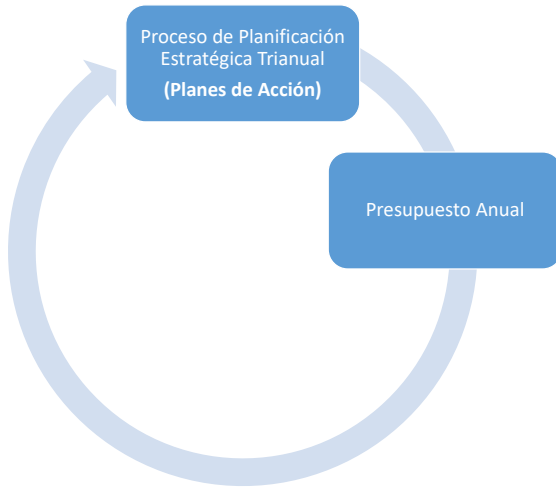 Proceso de Planificación
Estratégica Trianual
(Planes de Acción)
Presupuesto Anual